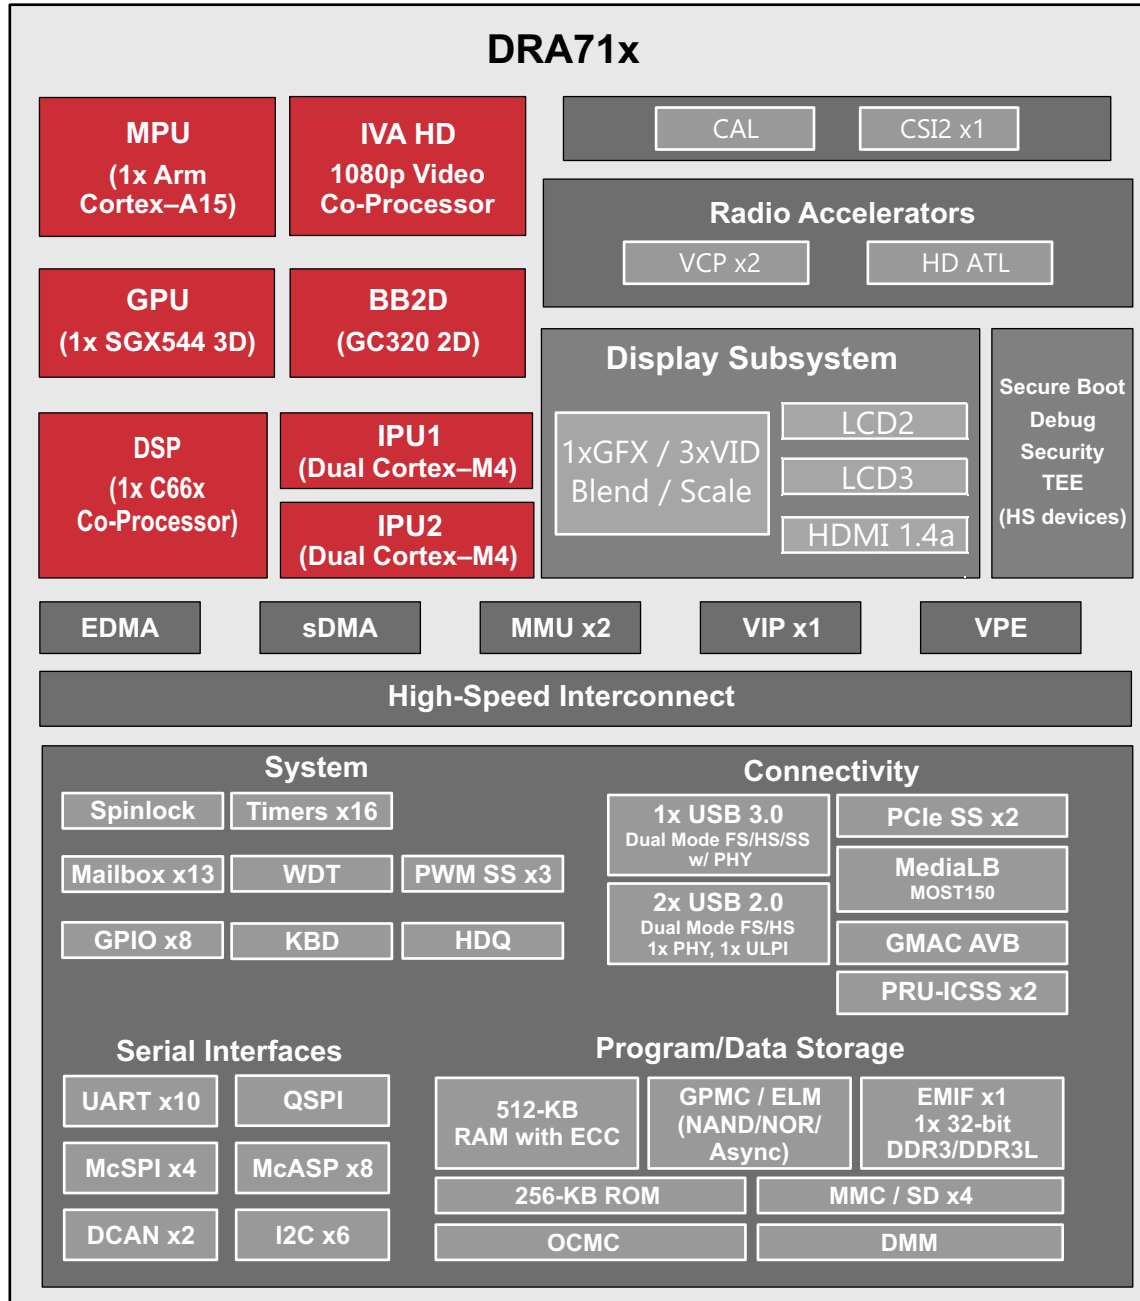 DRA71x
MPU
(1x Arm
Cortex–A15)
IVA HD
1080p Video
Co-Processor
CAL
CSI2 x1
Radio Accelerators
VCP x2
HD ATL
GPU
(1x SGX544 3D)
BB2D
(GC320 2D)
Display Subsystem
1xGFX / 3xVID
Blend / Scale
LCD2
LCD3
HDMI 1.4a
Secure Boot
Debug
Security
TEE
(HS devices)
DSP
(1x C66x
Co-Processor)
IPU1
(Dual Cortex–M4)
IPU2
(Dual Cortex–M4)
EDMA
sDMA
MMU x2
VIP x1
VPE
High-Speed Interconnect
System
Spinlock
Timers x16
Mailbox x13
WDT
PWM SS x3
GPIO x8
KBD
HDQ
Connectivity
1x USB 3.0
Dual Mode FS/HS/SS
w/ PHY
2x USB 2.0
Dual Mode FS/HS
1x PHY, 1x ULPI
PCIe SS x2
MediaLB
MOST150
GMAC AVB
PRU-ICSS x2
Serial Interfaces
UART x10
QSPI
McSPI x4
McASP x8
DCAN x2
I2C x6
Program/Data Storage
512-KB
RAM with ECC
GPMC / ELM
(NAND/NOR/
Async)
EMIF x1
1x 32-bit
DDR3/DDR3L
256-KB ROM
MMC / SD x4
OCMC
DMM